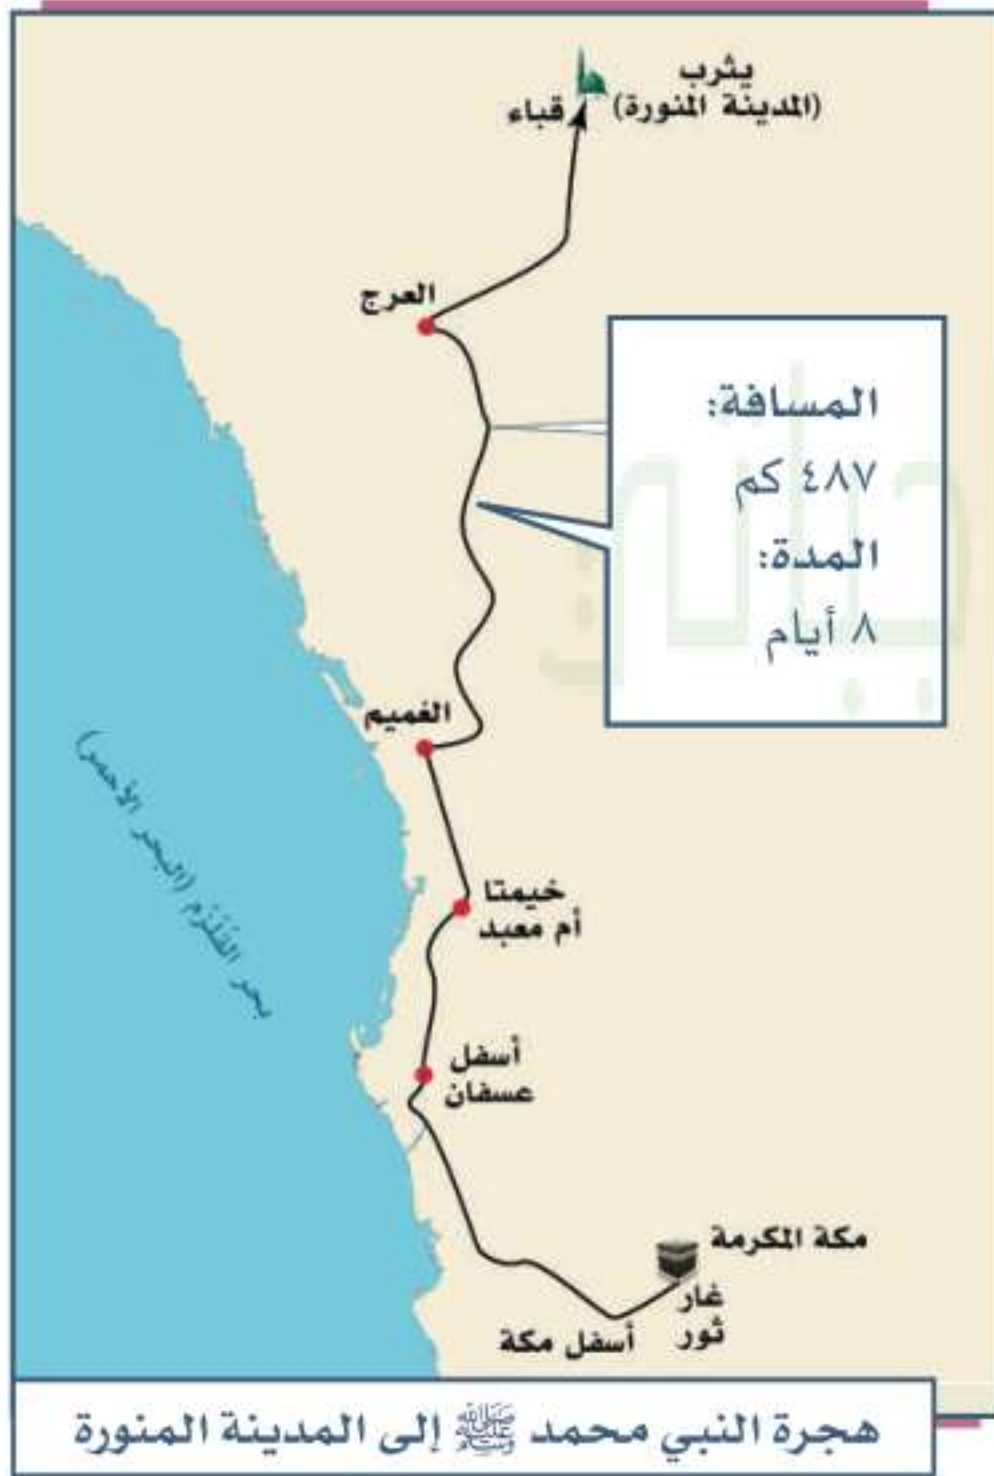 يثرب
(المدينة المنورة)
قباء
العرج
المسافة:
٤٨٧ كم
المدة:
٨ أيام
الغميم
بحر القُلْزُم (البحر الأحمر)
خيمتا
أم معبد
أسفل
عسفان
مكة المكرمة
غار
ثور
أسفل مكة
هجرة النبي محمد ﷺ إلى المدينة المنورة